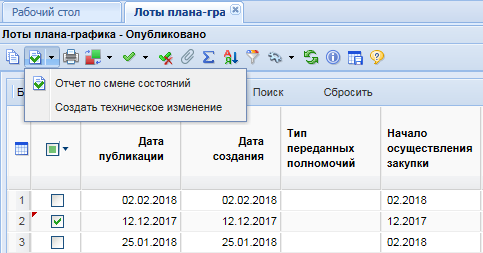 Рабочий стол
Лоты плана-гра
Лоты плана-графика - Опубликовано
Отчет по смене состояний
Создать техническое изменение
Б
Поиск
Сбросить
Дата публикации
Дата создания
Тип переданных полномочий
Начало осуществления закупки
1 02.02.2018 02.02.2018 02.2018
2 12.12.2017 12.12.2017 12.2017
3 25.01.2018 25.01.2018 02.2018